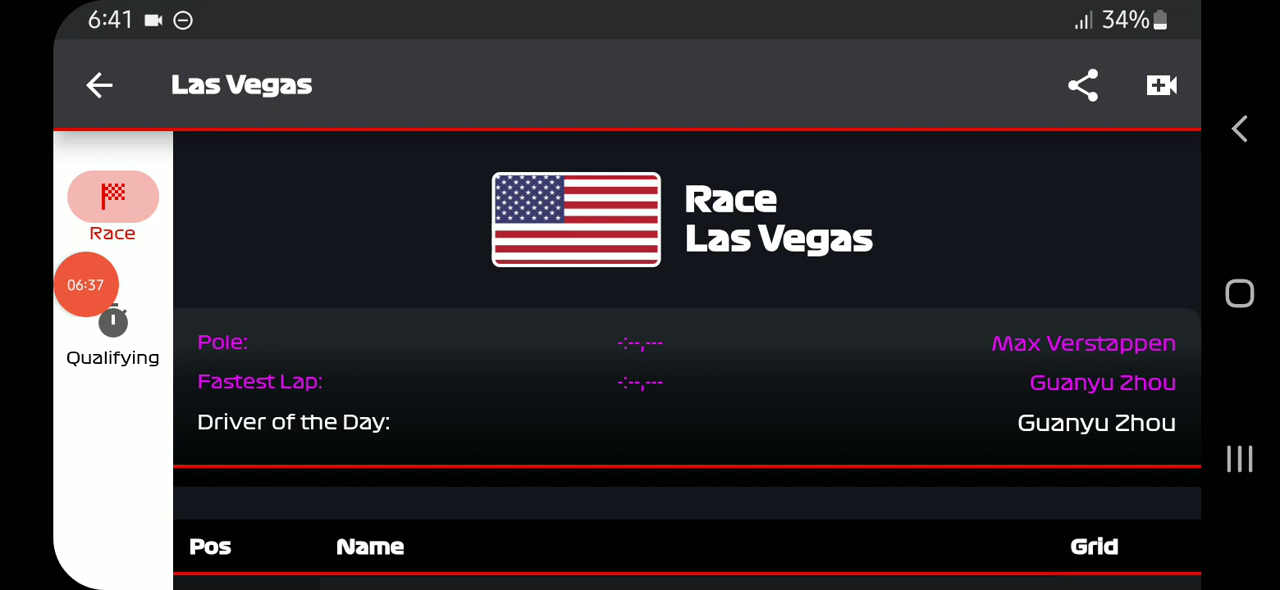 6:41
34%
Las Vegas
Race
Las Vegas
Race
06:37
Qualifying
Pole: -:--,--- Max Verstappen
Fastest Lap: -:--,--- Guanyu Zhou
Driver of the Day: Guanyu Zhou
Pos Name Grid